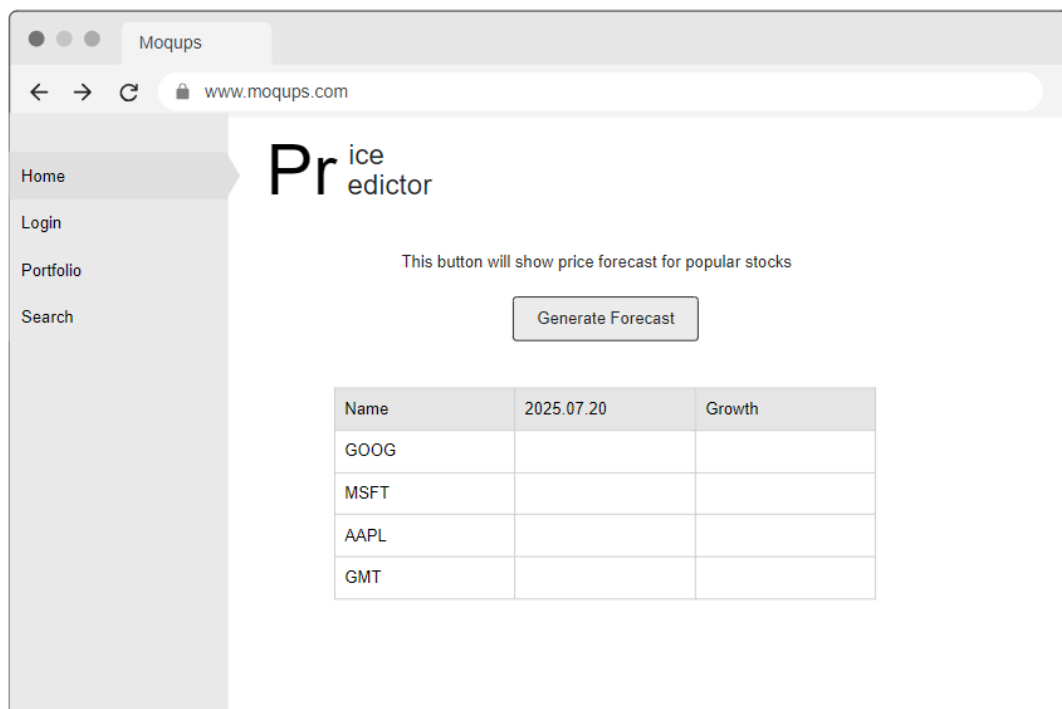 Moqups
www.moqups.com
Home
Login
Portfolio
Search
Pr ice
edictor
This button will show price forecast for popular stocks
Generate Forecast
Name 2025.07.20 Growth
GOOG
MSFT
AAPL
GMT